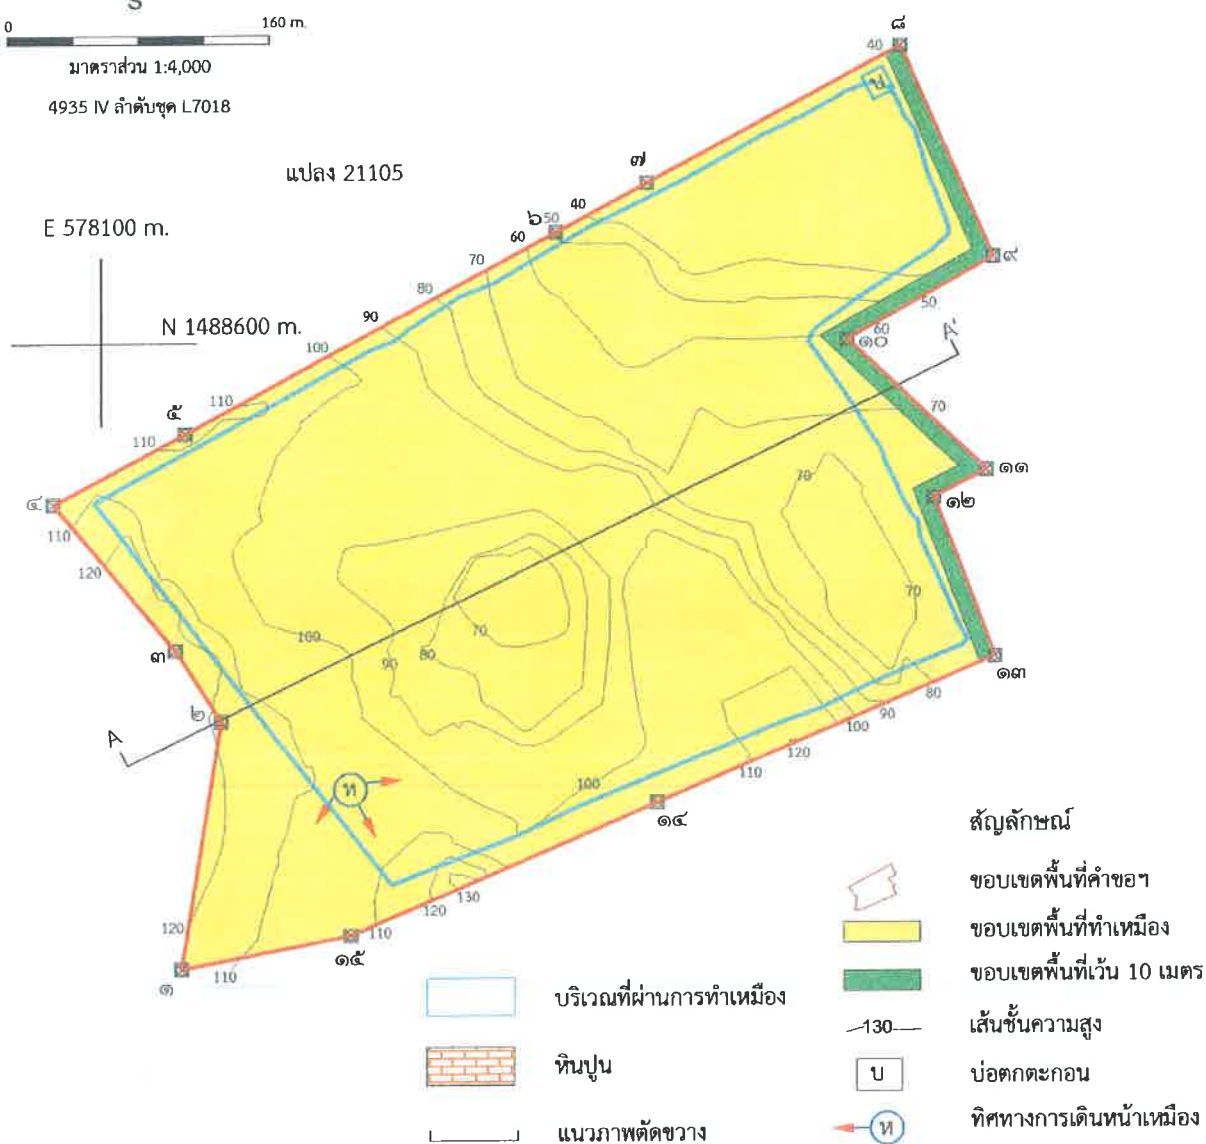 S
0 160 m.
มาตราส่วน 1:4,000
4935 IV ลำดับชุด L7018
แปลง 21105
E 578100 m.
N 1488600 m.
๘
40
บ
๗
๖
50
40
60
70
80
90
100
๙
50
60
๑๐
A'
110
๕
110
70
๑๑
๔
110
70
๑๒
120
70
100
70
๓
90
80
๑๓
80
๒
90
100
A
120
110
ห
100
๑๔
130
120
120
110
๑๕
๑
110
สัญลักษณ์
ขอบเขตพื้นที่คำขอฯ
ขอบเขตพื้นที่ทำเหมือง
ขอบเขตพื้นที่เว้น 10 เมตร
130 เส้นชั้นความสูง
บ บ่อตกตะกอน
ห ทิศทางการเดินหน้าเหมือง
บริเวณที่ผ่านการทำเหมือง
หินปูน
แนวภาพตัดขวาง